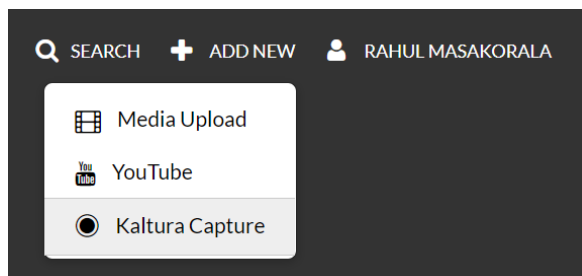 SEARCH ADD NEW RAHUL MASAKORALA
Media Upload
You Tube YouTube
Kaltura Capture